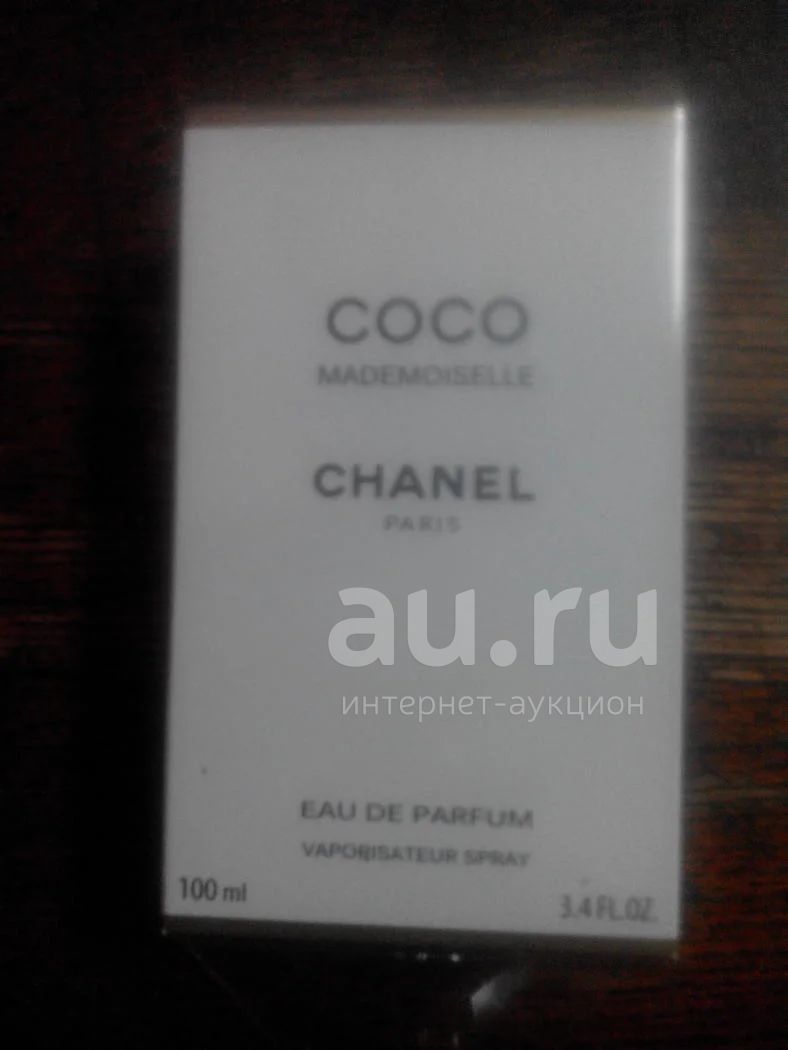 COCO
MADEMOISELLE
CHANEL
PARIS
au.ru
интернет-аукцион
EAU DE PARFUM
VAPORISATEUR SPRAY
100 ml
3.4 FL.OZ.